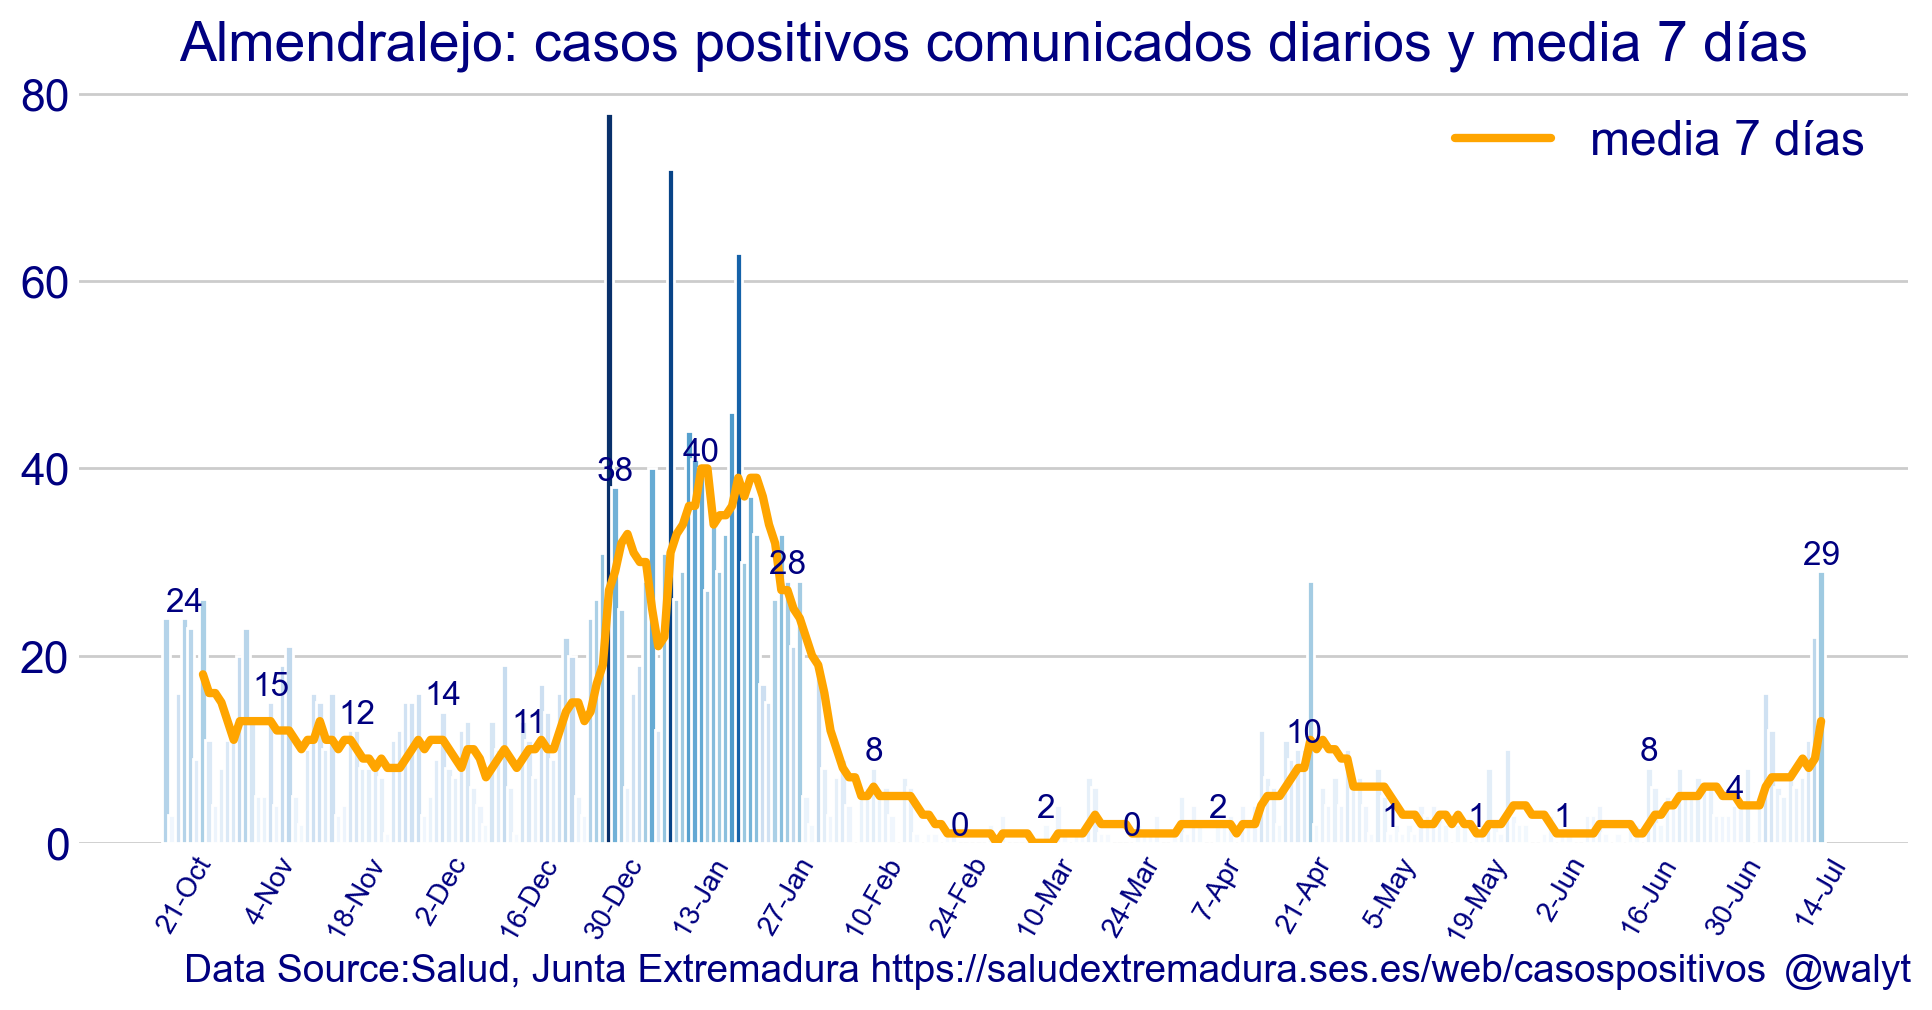 Almendralejo: casos positivos comunicados diarios y media 7 días
80
media 7 días
60
40
20
0
24
15
12
14
11
38
40
28
8
0
2
0
2
10
1
1
1
8
4
29
21-Oct
4-Nov
18-Nov
2-Dec
16-Dec
30-Dec
13-Jan
27-Jan
10-Feb
24-Feb
10-Mar
24-Mar
7-Apr
21-Apr
5-May
19-May
2-Jun
16-Jun
30-Jun
14-Jul
Data Source:Salud, Junta Extremadura https://saludextremadura.ses.es/web/casospositivos @walyt